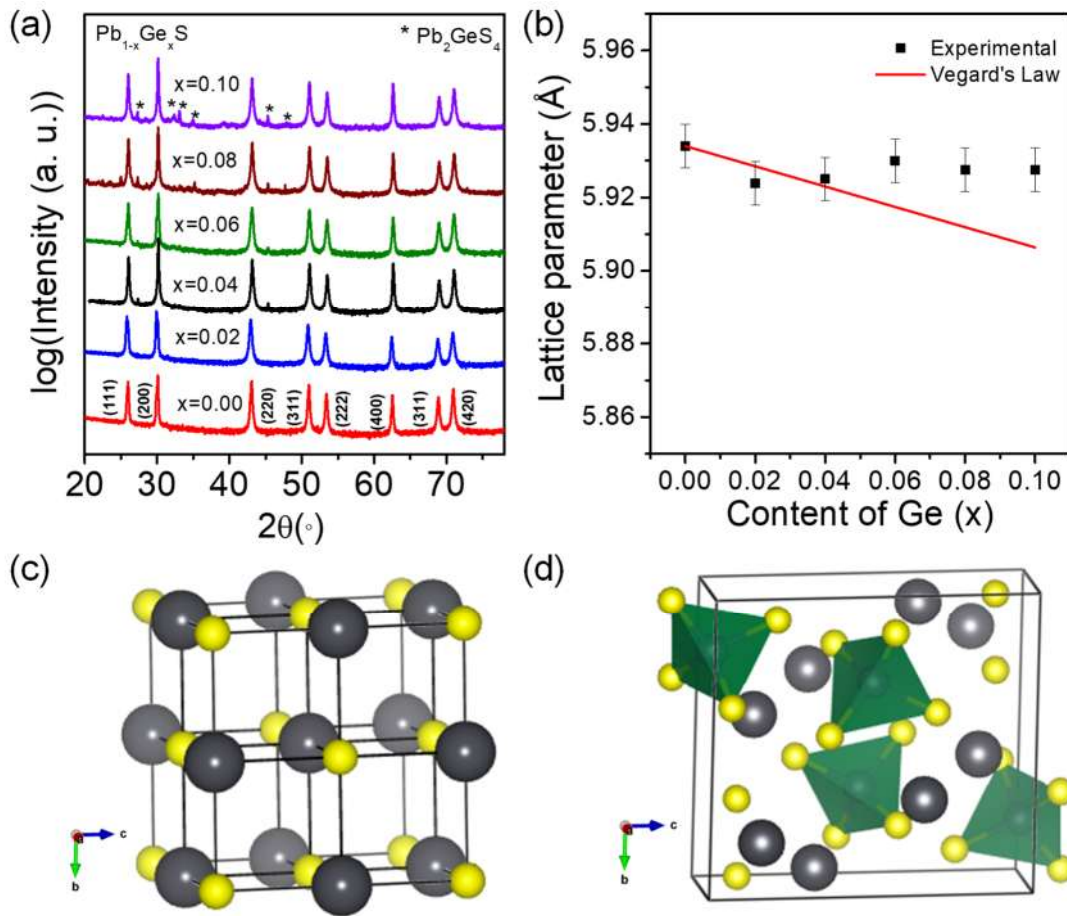 (a)
Pb₁₋ₓGeₓS
* Pb₂GeS₄
x=0.10
* * * * * *
x=0.08
x=0.06
x=0.04
x=0.02
x=0.00
(111) (200) (220) (311) (222) (400) (311) (420)
log(Intensity (a. u.))
20 30 40 50 60 70
2θ(◦)
(b)
Experimental
Vegard's Law
5.96
5.94
5.92
5.90
5.88
5.86
Lattice parameter (Å)
0.00 0.02 0.04 0.06 0.08 0.10
Content of Ge (x)
(c)
c
b
(d)
c
b